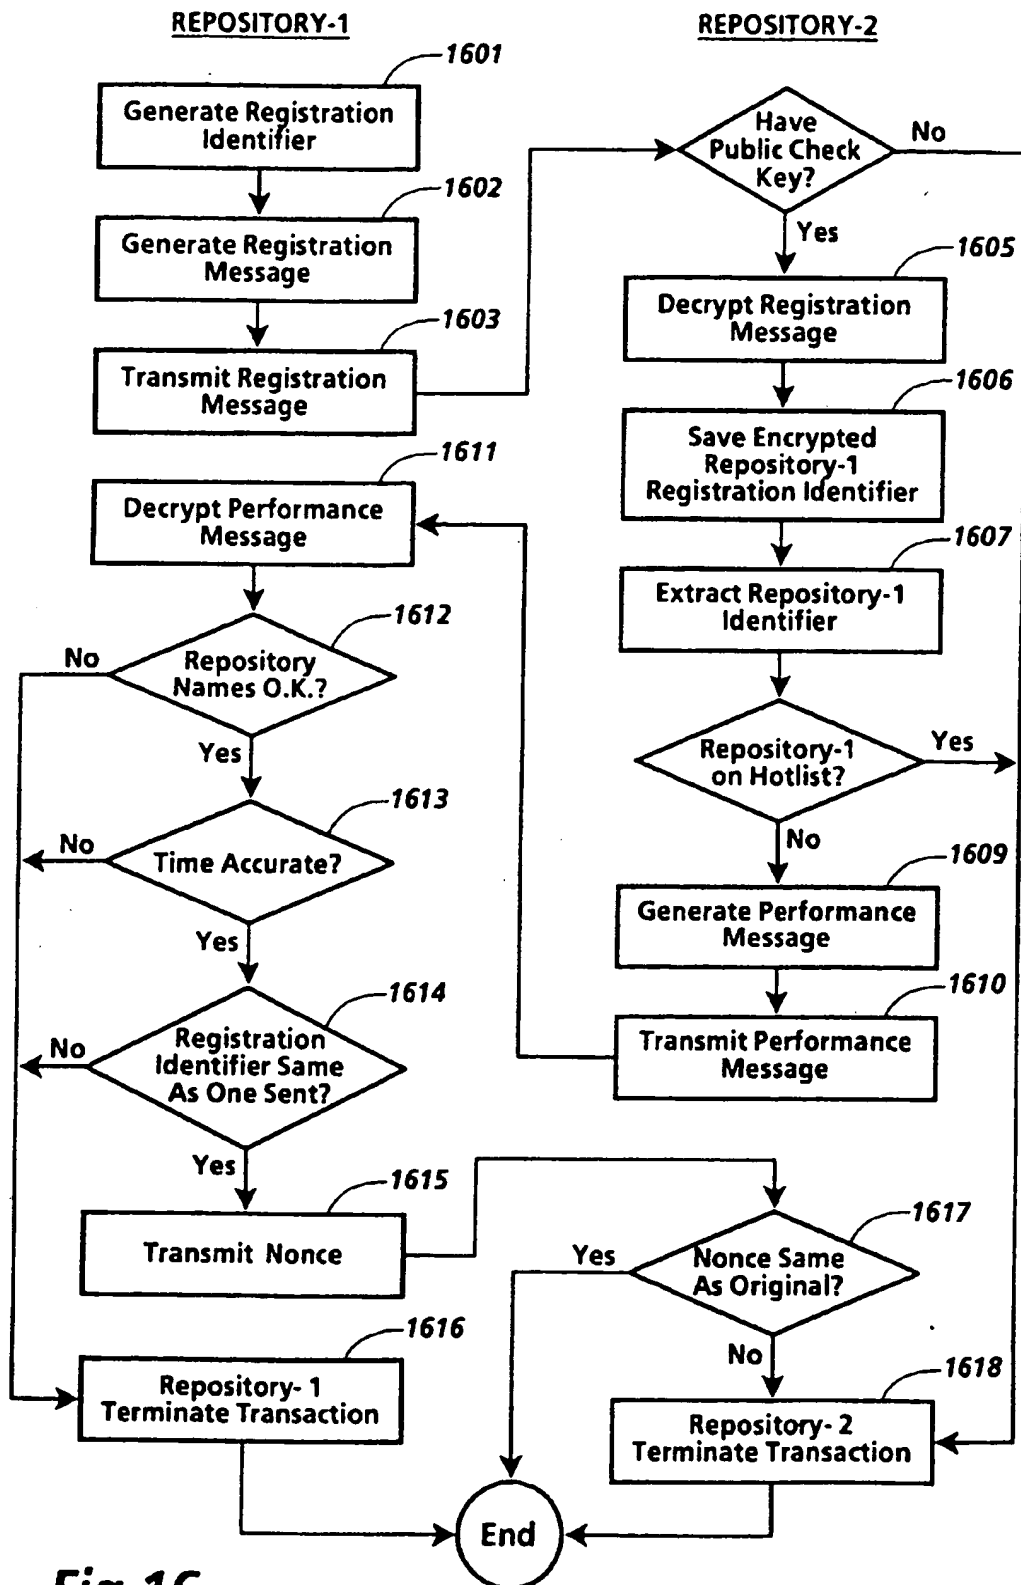 REPOSITORY-1
REPOSITORY-2
1601
Generate Registration
Identifier
1602
Generate Registration
Message
1603
Transmit Registration
Message
Have
Public Check
Key?
No
Yes
1605
Decrypt Registration
Message
1606
Save Encrypted
Repository-1
Registration Identifier
1607
Extract Repository-1
Identifier
Repository-1
on Hotlist?
Yes
No
1609
Generate Performance
Message
1610
Transmit Performance
Message
1611
Decrypt Performance
Message
1612
Repository
Names O.K.?
No
Yes
1613
Time Accurate?
No
Yes
1614
Registration
Identifier Same
As One Sent?
No
Yes
1615
Transmit Nonce
1617
Nonce Same
As Original?
Yes
No
1616
Repository- 1
Terminate Transaction
1618
Repository- 2
Terminate Transaction
End